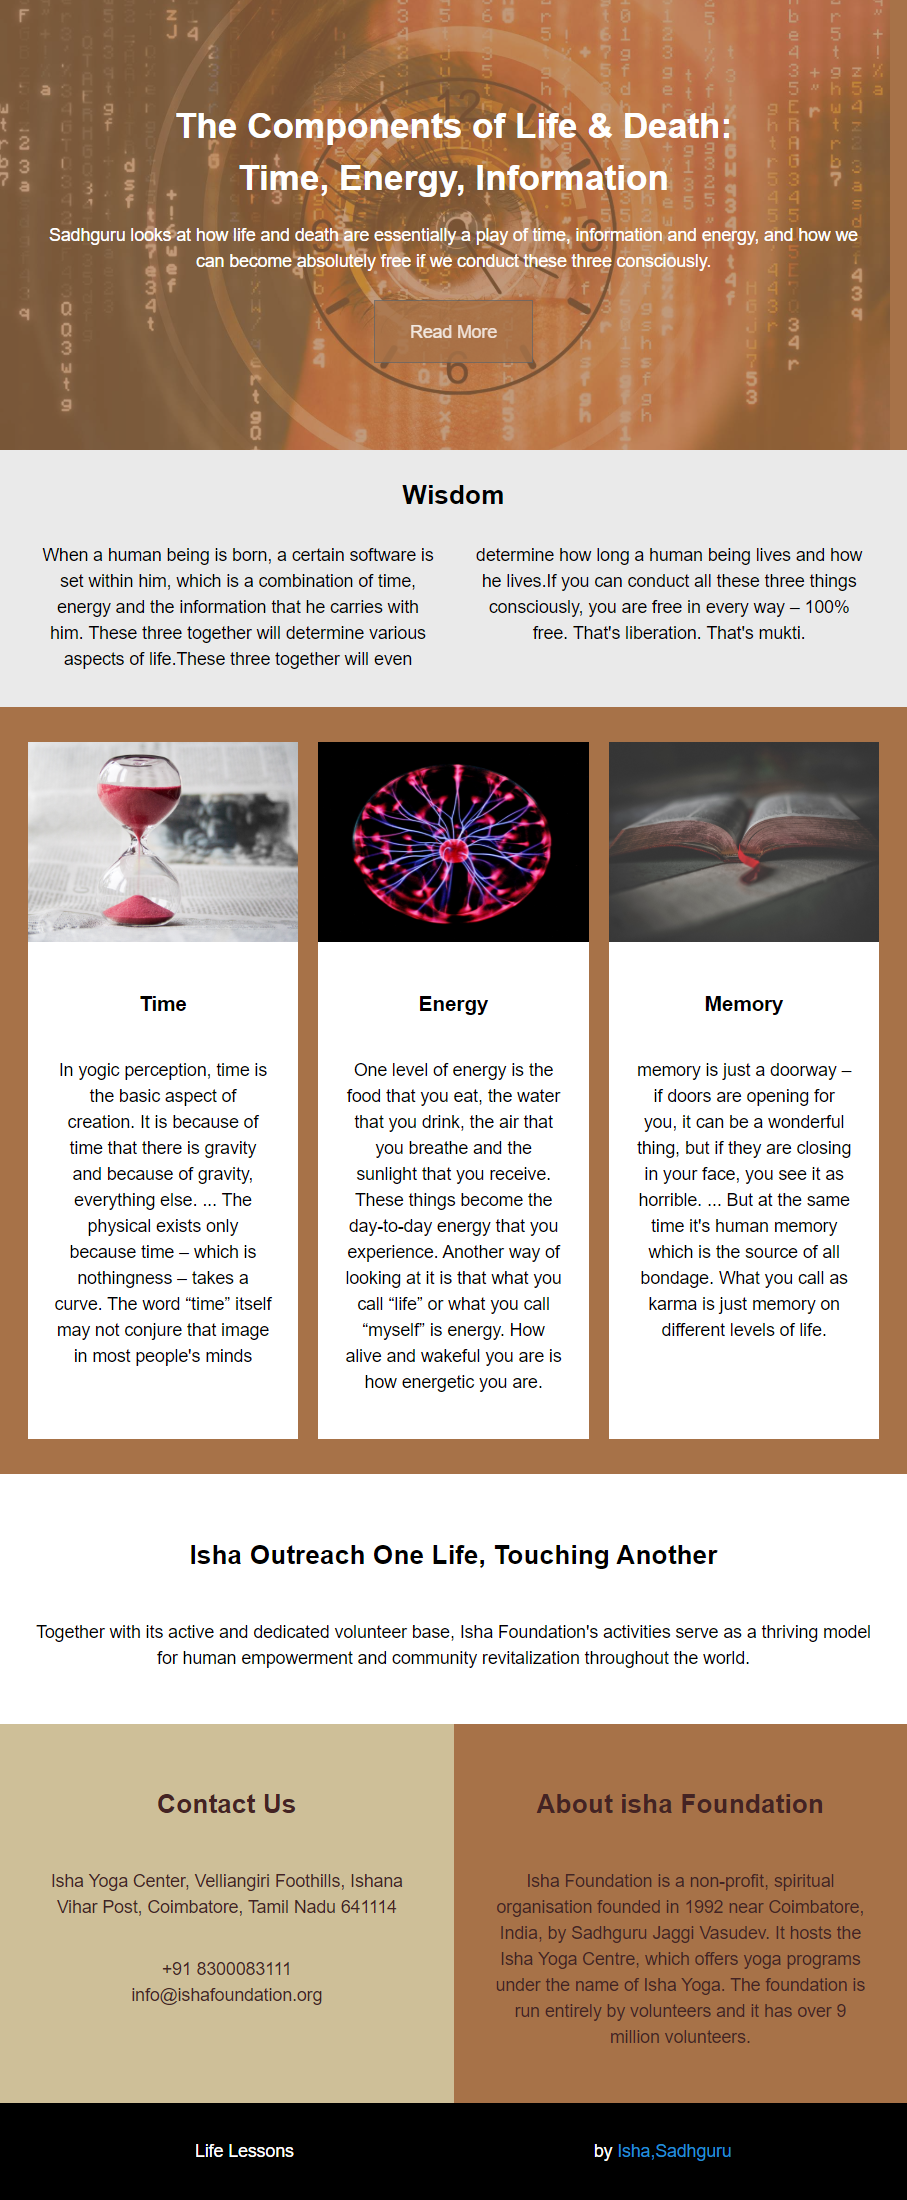 The Components of Life & Death:
Time, Energy, Information
Sadhguru looks at how life and death are essentially a play of time, information and energy, and how we
can become absolutely free if we conduct these three consciously.
Read More
Wisdom
When a human being is born, a certain software is
set within him, which is a combination of time,
energy and the information that he carries with
him. These three together will determine various
aspects of life.These three together will even
determine how long a human being lives and how
he lives.If you can conduct all these three things
consciously, you are free in every way – 100%
free. That's liberation. That's mukti.
Time
In yogic perception, time is
the basic aspect of
creation. It is because of
time that there is gravity
and because of gravity,
everything else. ... The
physical exists only
because time – which is
nothingness – takes a
curve. The word “time” itself
may not conjure that image
in most people's minds
Energy
One level of energy is the
food that you eat, the water
that you drink, the air that
you breathe and the
sunlight that you receive.
These things become the
day-to-day energy that you
experience. Another way of
looking at it is that what you
call “life” or what you call
“myself” is energy. How
alive and wakeful you are is
how energetic you are.
Memory
memory is just a doorway –
if doors are opening for
you, it can be a wonderful
thing, but if they are closing
in your face, you see it as
horrible. ... But at the same
time it's human memory
which is the source of all
bondage. What you call as
karma is just memory on
different levels of life.
Isha Outreach One Life, Touching Another
Together with its active and dedicated volunteer base, Isha Foundation's activities serve as a thriving model
for human empowerment and community revitalization throughout the world.
Contact Us
Isha Yoga Center, Velliangiri Foothills, Ishana
Vihar Post, Coimbatore, Tamil Nadu 641114
+91 8300083111
info@ishafoundation.org
About isha Foundation
Isha Foundation is a non-profit, spiritual
organisation founded in 1992 near Coimbatore,
India, by Sadhguru Jaggi Vasudev. It hosts the
Isha Yoga Centre, which offers yoga programs
under the name of Isha Yoga. The foundation is
run entirely by volunteers and it has over 9
million volunteers.
Life Lessons
by Isha,Sadhguru